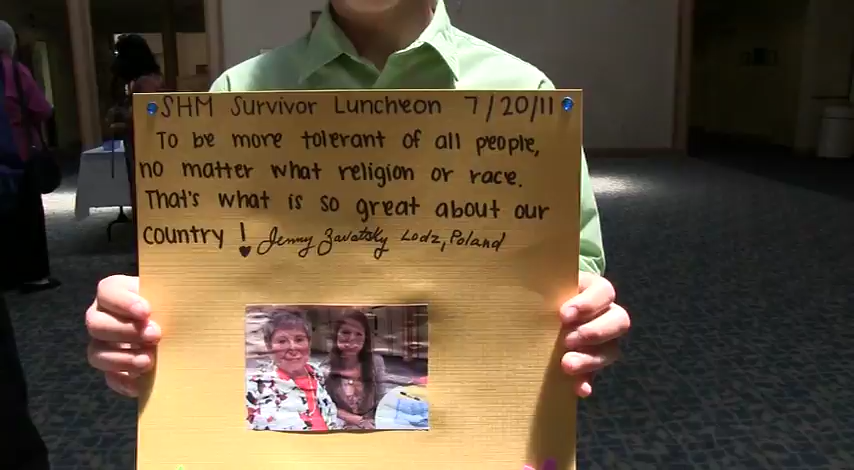 SHM Survivor Luncheon 7/20/11
To be more tolerant of all people,
no matter what religion or race.
That's what is so great about our
country! Jenny Zavatsky Lodz, Poland